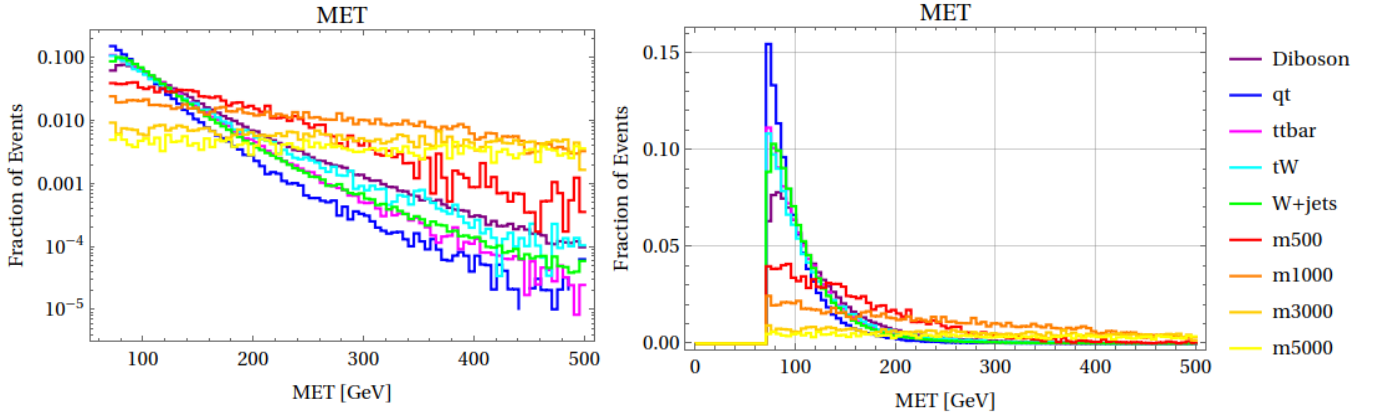 MET
0.100
0.010
0.001
10⁻⁴
10⁻⁵
Fraction of Events
100 200 300 400 500
MET [GeV]
MET
0.15
0.10
0.05
0.00
Fraction of Events
0 100 200 300 400 500
MET [GeV]
Diboson
qt
ttbar
tW
W+jets
m500
m1000
m3000
m5000